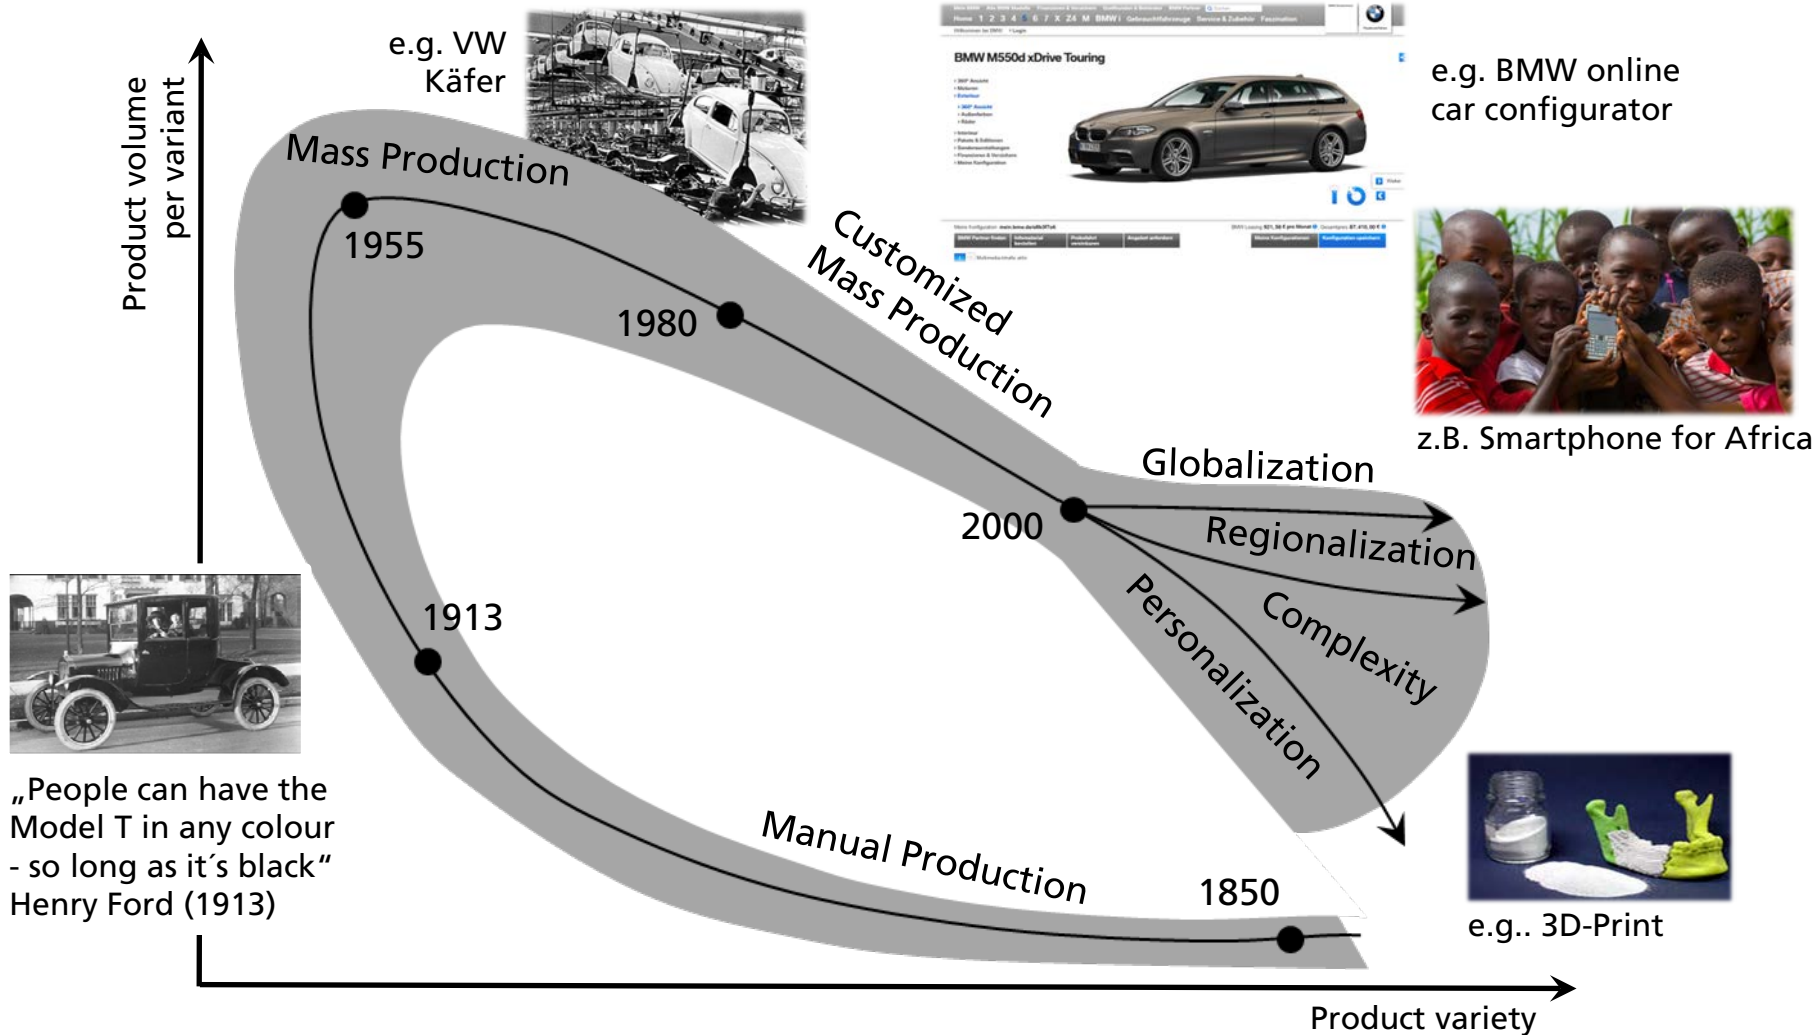 Product volume
per variant
e.g. VW
Käfer
Mass Production
1955
1980
Customized
Mass Production
BMW M550d xDrive Touring
e.g. BMW online
car configurator
z.B. Smartphone for Africa
Globalization
2000
Regionalization
Complexity
Personalization
1913
„People can have the
Model T in any colour
- so long as it´s black“
Henry Ford (1913)
Manual Production
1850
e.g.. 3D-Print
Product variety